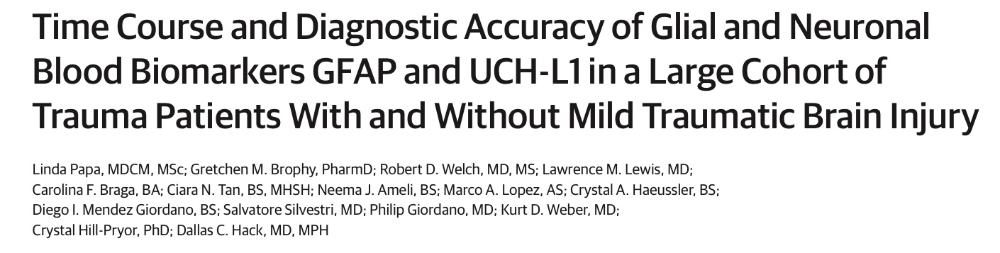 Time Course and Diagnostic Accuracy of Glial and Neuronal
Blood Biomarkers GFAP and UCH-L1 in a Large Cohort of
Trauma Patients With and Without Mild Traumatic Brain Injury
Linda Papa, MDCM, MSc; Gretchen M. Brophy, PharmD; Robert D. Welch, MD, MS; Lawrence M. Lewis, MD;
Carolina F. Braga, BA; Ciara N. Tan, BS, MHSH; Neema J. Ameli, BS; Marco A. Lopez, AS; Crystal A. Haeussler, BS;
Diego I. Mendez Giordano, BS; Salvatore Silvestri, MD; Philip Giordano, MD; Kurt D. Weber, MD;
Crystal Hill-Pryor, PhD; Dallas C. Hack, MD, MPH